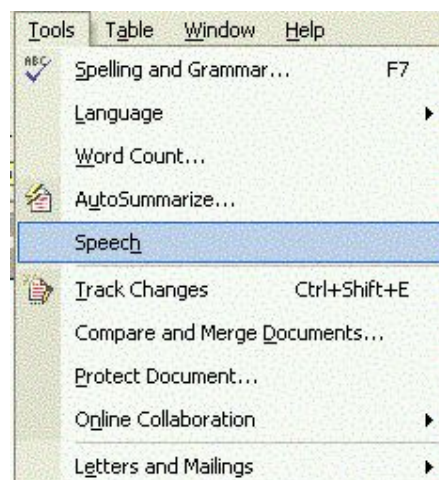 Tools Table Window Help
ABC Spelling and Grammar... F7
Language
Word Count...
AutoSummarize...
Speech
Track Changes Ctrl+Shift+E
Compare and Merge Documents...
Protect Document...
Online Collaboration
Letters and Mailings